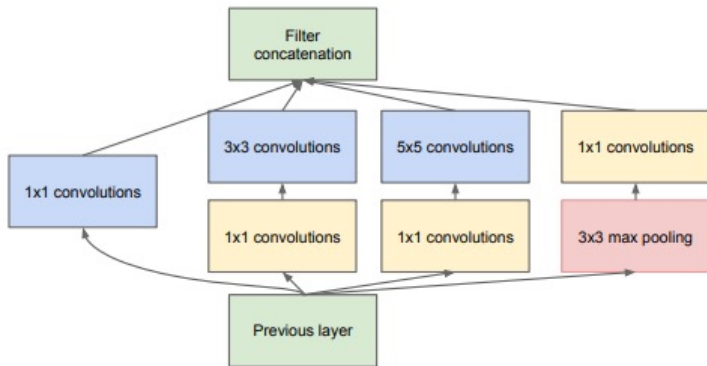 Filter
concatenation
3x3 convolutions
5x5 convolutions
1x1 convolutions
1x1 convolutions
1x1 convolutions
1x1 convolutions
3x3 max pooling
Previous layer